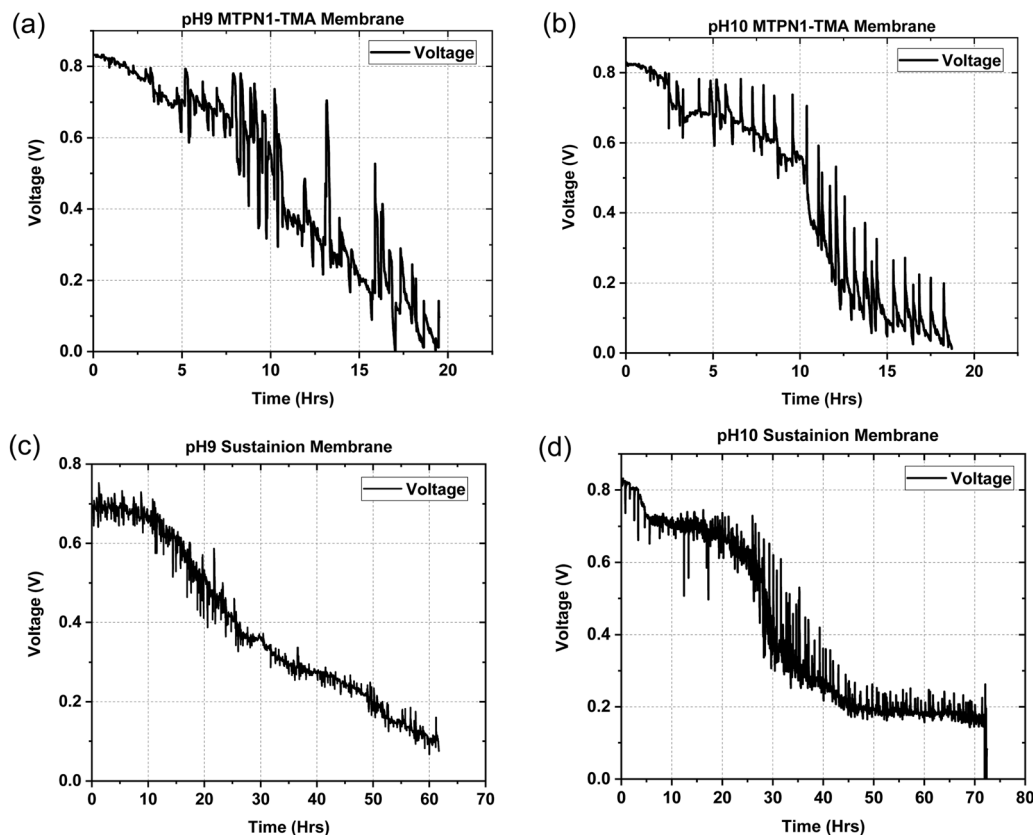 (a)
pH9 MTPN1-TMA Membrane
Voltage
Voltage (V)
0.8
0.6
0.4
0.2
0.0
0 5 10 15 20
Time (Hrs)
(b)
pH10 MTPN1-TMA Membrane
Voltage
Voltage (V)
0.8
0.6
0.4
0.2
0.0
0 5 10 15 20
Time (Hrs)
(c)
pH9 Sustainion Membrane
Voltage
Voltage (V)
0.8
0.6
0.4
0.2
0.0
0 10 20 30 40 50 60 70
Time (Hrs)
(d)
pH10 Sustainion Membrane
Voltage
Voltage (V)
0.8
0.6
0.4
0.2
0.0
0 10 20 30 40 50 60 70 80
Time (Hrs)